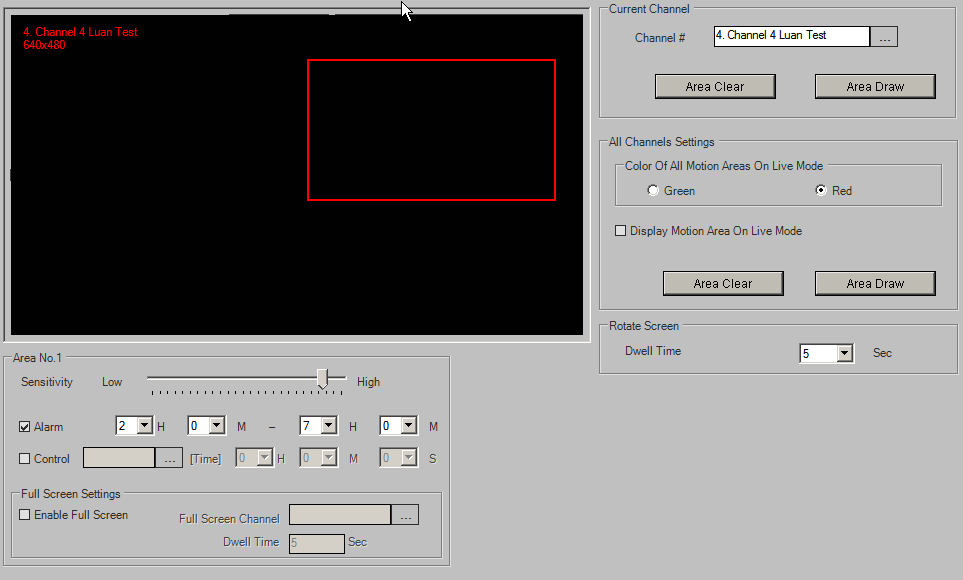 4. Channel 4 Luan Test
640x480
Current Channel
Channel # 4. Channel 4 Luan Test ...
Area Clear Area Draw
All Channels Settings
Color Of All Motion Areas On Live Mode
Green Red
Display Motion Area On Live Mode
Area Clear Area Draw
Rotate Screen
Dwell Time 5 Sec
Area No.1
Sensitivity Low High
Alarm 2 H 0 M – 7 H 0 M
Control ... [Time] 0 H 0 M 0 S
Full Screen Settings
Enable Full Screen Full Screen Channel ...
Dwell Time 5 Sec